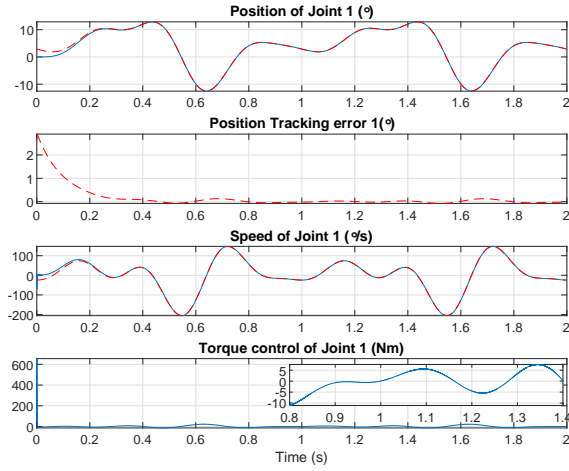 Position of Joint 1 (º)
10
0
-10
0 0.2 0.4 0.6 0.8 1 1.2 1.4 1.6 1.8 2
Position Tracking error 1(º)
2
1
0
0 0.2 0.4 0.6 0.8 1 1.2 1.4 1.6 1.8 2
Speed of Joint 1 (º/s)
100
0
-100
-200
0 0.2 0.4 0.6 0.8 1 1.2 1.4 1.6 1.8 2
Torque control of Joint 1 (Nm)
600
400
200
0
5
0
-5
-10
0.8 0.9 1 1.1 1.2 1.3 1.4
0 0.2 0.4 0.6 0.8 1 1.2 1.4 1.6 1.8 2
Time (s)